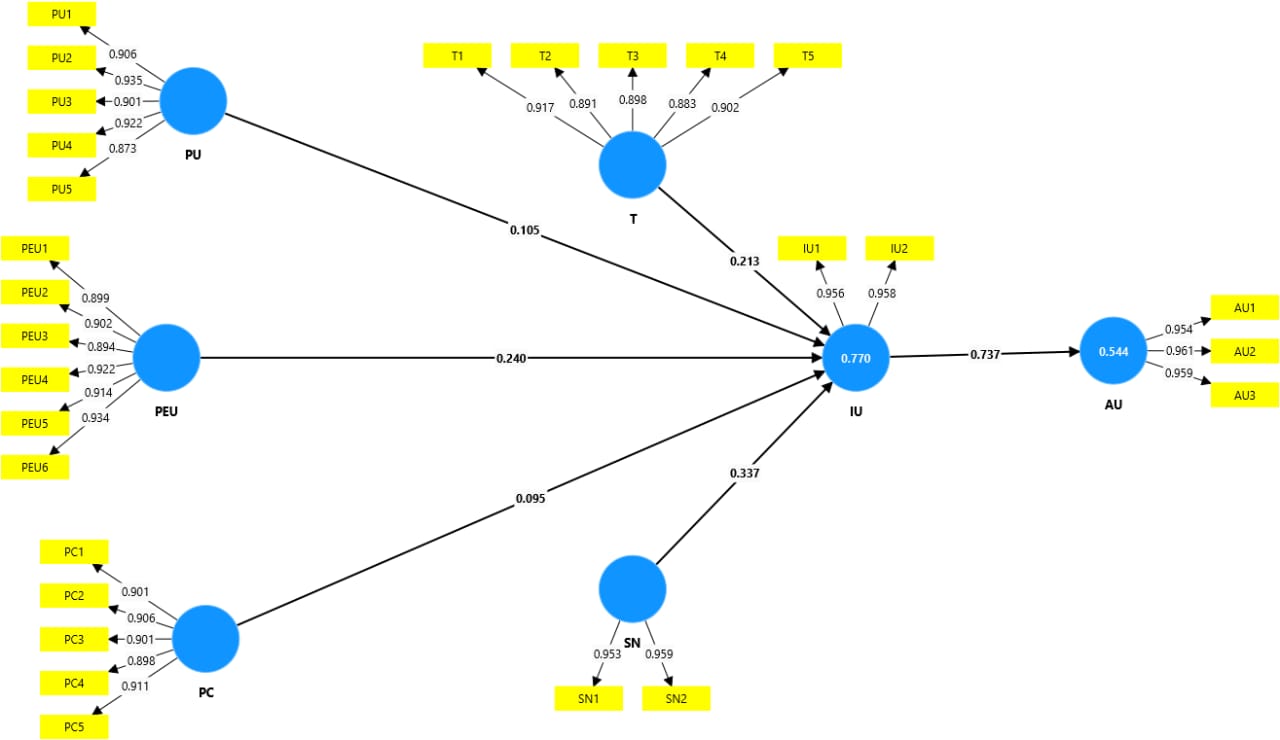 PU1
PU2
PU3
PU4
PU5
0.906
0.935
0.901
0.922
0.873
PU
T1
T2
T3
T4
T5
0.917
0.891
0.898
0.883
0.902
T
0.105
0.213
PEU1
PEU2
PEU3
PEU4
PEU5
PEU6
0.899
0.902
0.894
0.922
0.914
0.934
PEU
0.240
IU1
IU2
0.956
0.958
0.770
IU
0.737
0.544
AU
0.954
0.961
0.959
AU1
AU2
AU3
0.095
0.337
PC1
PC2
PC3
PC4
PC5
0.901
0.906
0.901
0.898
0.911
PC
SN
0.953
0.959
SN1
SN2